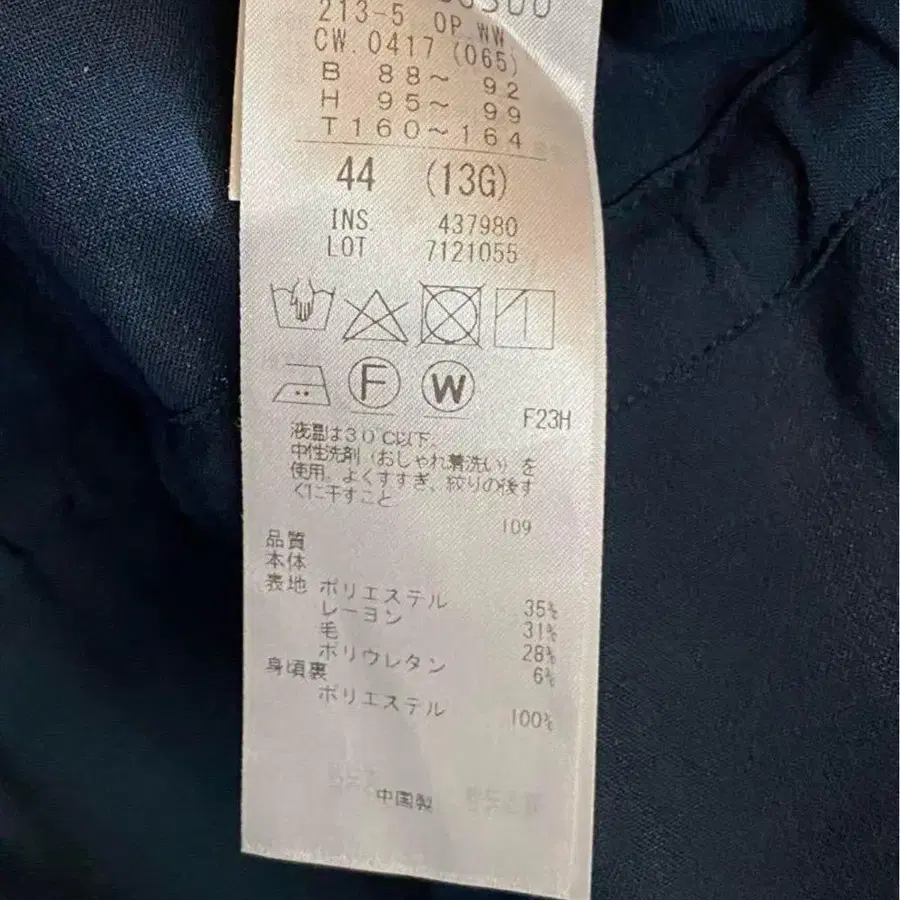 213-5 OP WW
CW. 0417 (065)
B 88～ 92
H 95～ 99
T160～164
44 (13G)
INS 437980
LOT 7121055
F W
F23H
液温は30℃以下、
中性洗剤（おしゃれ着洗い）を
使用。よくすすぎ、絞りの後す
ぐに干すこと
109
品質
本体
表地 ポリエステル 35%
レーヨン 31%
毛 28%
ポリウレタン 6%
身頃裏
ポリエステル 100%
中国製